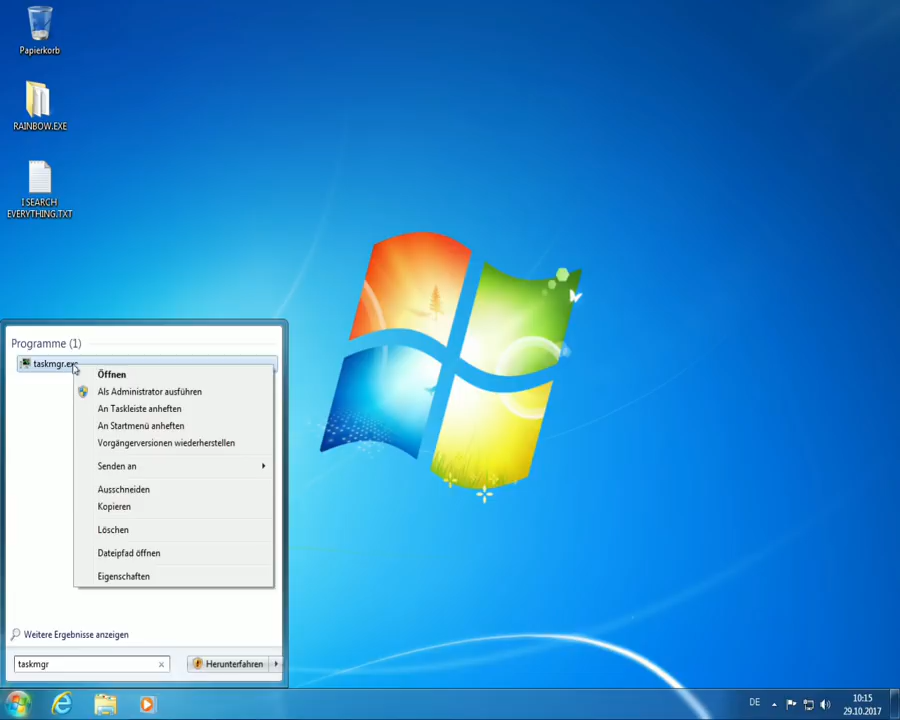 Papierkorb
RAINBOW.EXE
I SEARCH
EVERYTHING.TXT
Programme (1)
taskmgr.exe
Öffnen
Als Administrator ausführen
An Taskleiste anheften
An Startmenü anheften
Vorgängerversionen wiederherstellen
Senden an
Ausschneiden
Kopieren
Löschen
Dateipfad öffnen
Eigenschaften
Weitere Ergebnisse anzeigen
taskmgr
Herunterfahren
DE
10:15
29.10.2017